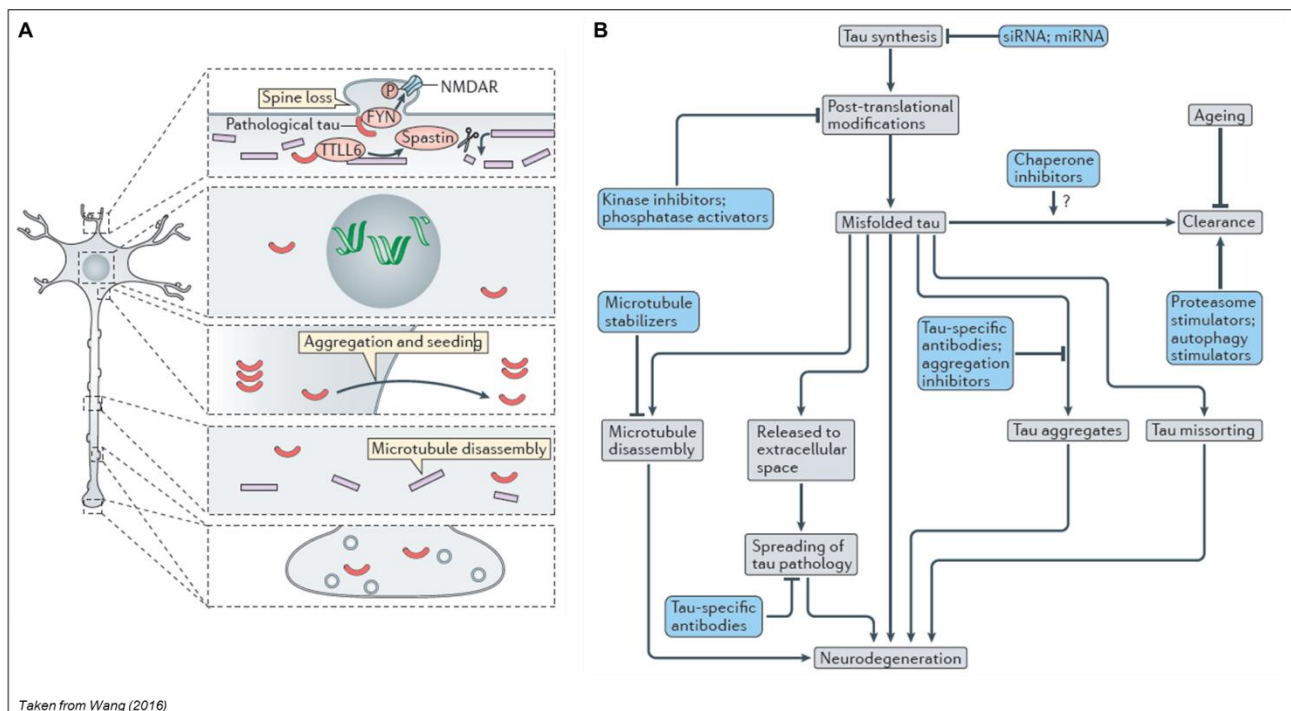 A
Spine loss
P
NMDAR
FYN
Pathological tau
TTLL6
Spastin
Aggregation and seeding
Microtubule disassembly
B
Tau synthesis
siRNA; miRNA
Post-translational
modifications
Ageing
Kinase inhibitors;
phosphatase activators
Chaperone
inhibitors
?
Misfolded tau
Clearance
Microtubule
stabilizers
Tau-specific
antibodies;
aggregation
inhibitors
Proteasome
stimulators;
autophagy
stimulators
Microtubule
disassembly
Released to
extracellular
space
Tau aggregates
Tau missorting
Spreading of
tau pathology
Tau-specific
antibodies
Neurodegeneration
Taken from Wang (2016)